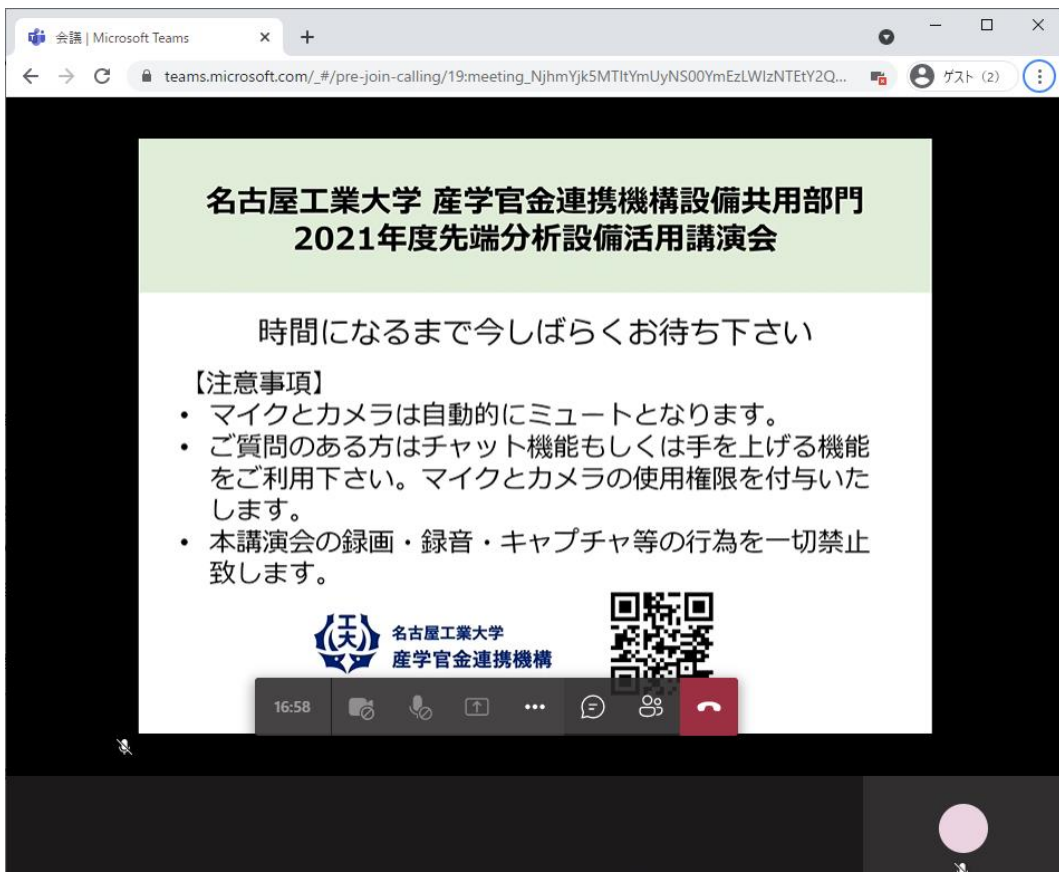 会議 | Microsoft Teams
teams.microsoft.com/_#/pre-join-calling/19:meeting_NjhmYjk5MTItYmUyNS00YmEzLWIzNTEtY2Q...
ゲスト (2)
名古屋工業大学 産学官金連携機構設備共用部門
2021年度先端分析設備活用講演会
時間になるまで今しばらくお待ち下さい
【注意事項】
• マイクとカメラは自動的にミュートとなります。
• ご質問のある方はチャット機能もしくは手を上げる機能
をご利用下さい。マイクとカメラの使用権限を付与いた
します。
• 本講演会の録画・録音・キャプチャ等の行為を一切禁止
致します。
工大
名古屋工業大学
産学官金連携機構
16:58